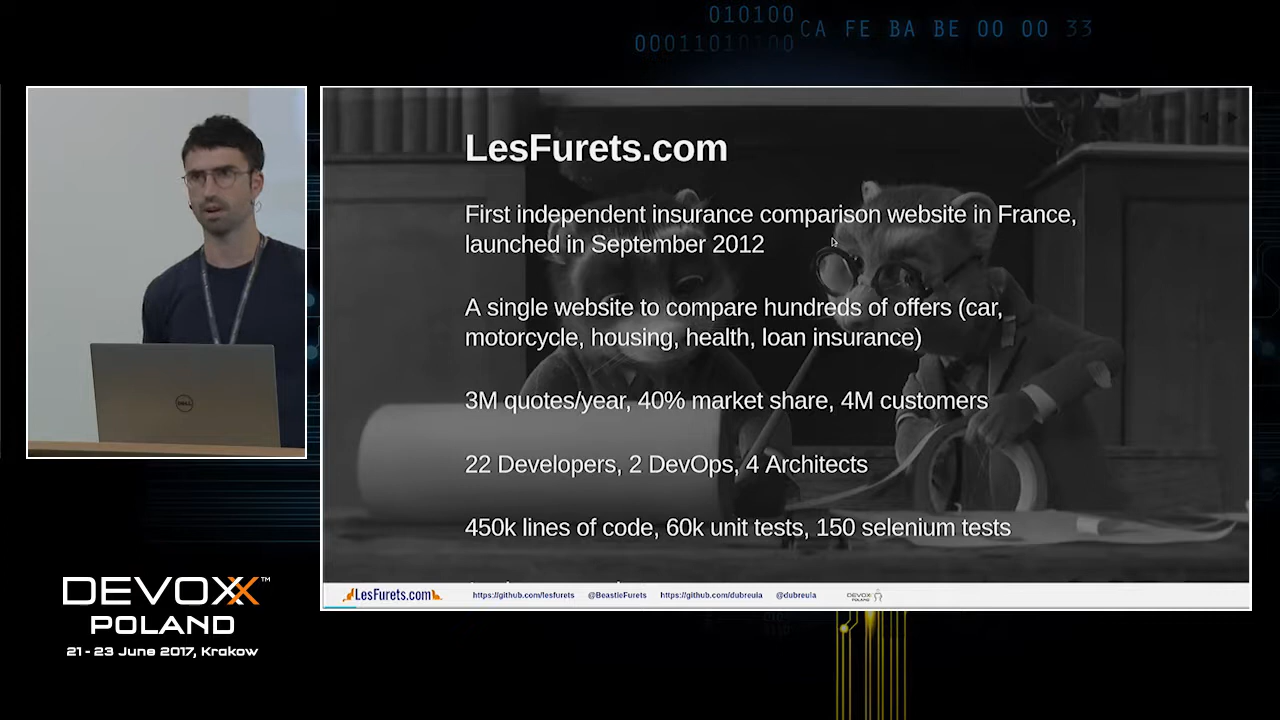 010100
00011010100
CA FE BA BE 00 00 33
LesFurets.com
First independent insurance comparison website in France,
launched in September 2012
A single website to compare hundreds of offers (car,
motorcycle, housing, health, loan insurance)
3M quotes/year, 40% market share, 4M customers
22 Developers, 2 DevOps, 4 Architects
450k lines of code, 60k unit tests, 150 selenium tests
LesFurets.com
https://github.com/lesfurets @BeastieFurets https://github.com/dubreuia @dubreuia DEVOXX POLAND
DELL
DEVOXX™
POLAND
21 - 23 June 2017, Krakow